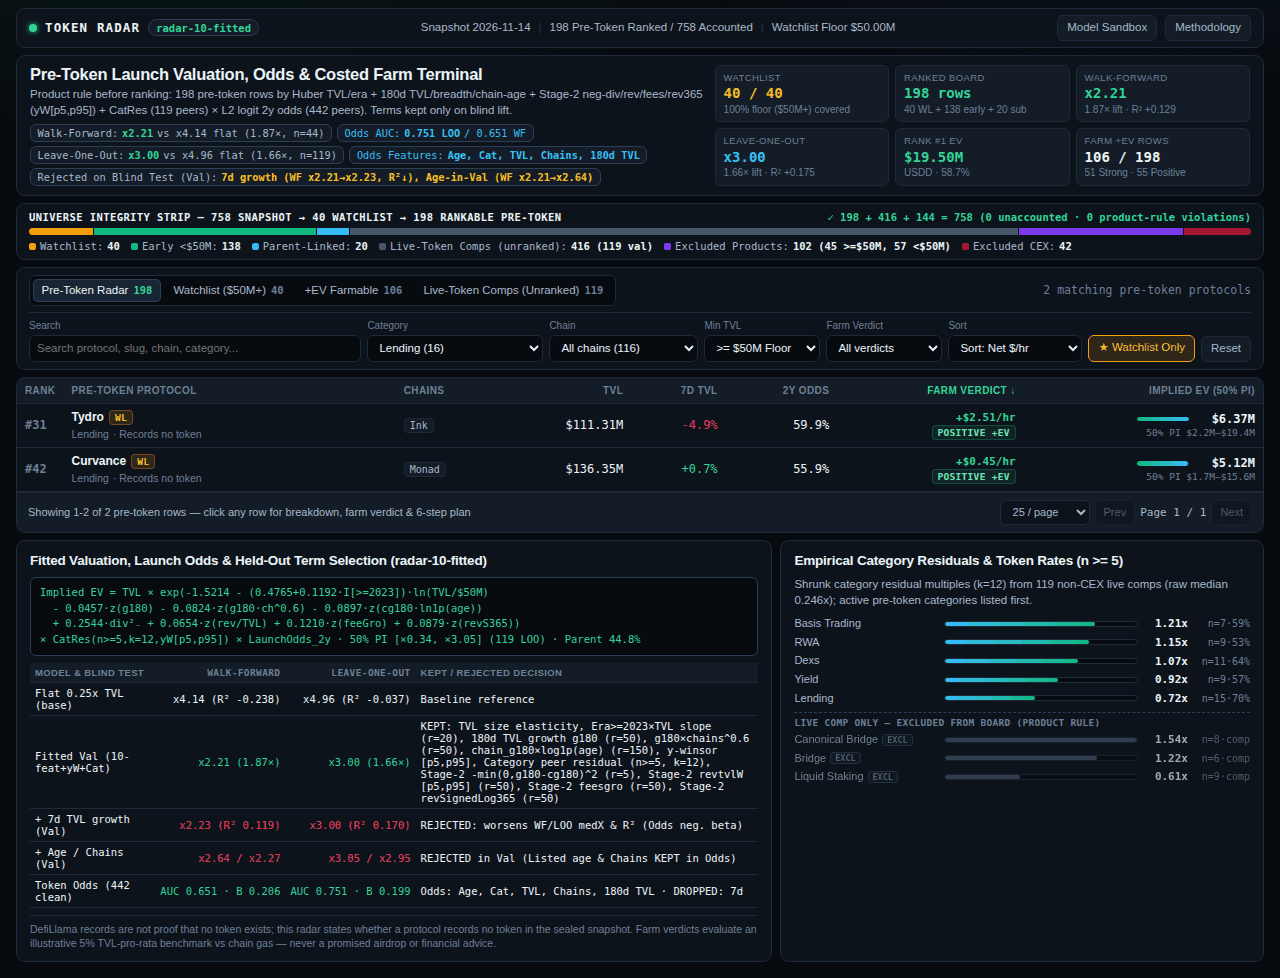 TOKEN RADAR radar-10-fitted Snapshot 2026-11-14 | 198 Pre-Token Ranked / 758 Accounted | Watchlist Floor $50.00M Model Sandbox Methodology
Pre-Token Launch Valuation, Odds & Costed Farm Terminal
Product rule before ranking: 198 pre-token rows by Huber TVL/era + 180d TVL/breadth/chain-age + Stage-2 neg-div/rev/fees/rev365
(yW[p5,p95]) + CatRes (119 peers) × L2 logit 2y odds (442 peers). Terms kept only on blind lift.
Walk-Forward: x2.21 vs x4.14 flat (1.87×, n=44) Odds AUC: 0.751 LOO / 0.651 WF
Leave-One-Out: x3.00 vs x4.96 flat (1.66×, n=119) Odds Features: Age, Cat, TVL, Chains, 180d TVL
Rejected on Blind Test (Val): 7d growth (WF x2.21→x2.23, R²↓), Age-in-Val (WF x2.21→x2.64)
WATCHLIST
40 / 40
100% floor ($50M+) covered
RANKED BOARD
198 rows
40 WL + 138 early + 20 sub
WALK-FORWARD
x2.21
1.87× lift · R² +0.129
LEAVE-ONE-OUT
x3.00
1.66× lift · R² +0.175
RANK #1 EV
$19.50M
USDD · 58.7%
FARM +EV ROWS
106 / 198
51 Strong · 55 Positive
UNIVERSE INTEGRITY STRIP — 758 SNAPSHOT → 40 WATCHLIST → 198 RANKABLE PRE-TOKEN ✓ 198 + 416 + 144 = 758 (0 unaccounted · 0 product-rule violations)
Watchlist: 40 Early <$50M: 138 Parent-Linked: 20 Live-Token Comps (unranked): 416 (119 val) Excluded Products: 102 (45 >=$50M, 57 <$50M) Excluded CEX: 42
Pre-Token Radar 198 Watchlist ($50M+) 40 +EV Farmable 106 Live-Token Comps (Unranked) 119 2 matching pre-token protocols
Search Category Chain Min TVL Farm Verdict Sort
Search protocol, slug, chain, category... Lending (16) All chains (116) >= $50M Floor All verdicts Sort: Net $/hr ★ Watchlist Only Reset
RANK PRE-TOKEN PROTOCOL CHAINS TVL 7D TVL 2Y ODDS FARM VERDICT ↓ IMPLIED EV (50% PI)
#31 Tydro WL Ink $111.31M -4.9% 59.9% +$2.51/hr $6.37M
Lending · Records no token POSITIVE +EV 50% PI $2.2M–$19.4M
#42 Curvance WL Monad $136.35M +0.7% 55.9% +$0.45/hr $5.12M
Lending · Records no token POSITIVE +EV 50% PI $1.7M–$15.6M
Showing 1-2 of 2 pre-token rows — click any row for breakdown, farm verdict & 6-step plan 25 / page Prev Page 1 / 1 Next
Fitted Valuation, Launch Odds & Held-Out Term Selection (radar-10-fitted)
Implied EV = TVL × exp(-1.5214 - (0.4765+0.1192·I[>=2023])·ln(TVL/$50M)
- 0.0457·z(g180) - 0.0824·z(g180·ch^0.6) - 0.0897·z(cg180·ln1p(age))
+ 0.2544·div²₋ + 0.0654·z(rev/TVL) + 0.1210·z(feeGro) + 0.0879·z(revS365))
× CatRes(n>=5,k=12,yW[p5,p95]) × LaunchOdds_2y · 50% PI [×0.34, ×3.05] (119 LOO) · Parent 44.8%
MODEL & BLIND TEST WALK-FORWARD LEAVE-ONE-OUT KEPT / REJECTED DECISION
Flat 0.25x TVL (base) x4.14 (R² -0.238) x4.96 (R² -0.037) Baseline reference
Fitted Val (10-feat+yW+Cat) x2.21 (1.87×) x3.00 (1.66×) KEPT: TVL size elasticity, Era>=2023×TVL slope
(r=20), 180d TVL growth g180 (r=50), g180×chains^0.6
(r=50), chain_g180×log1p(age) (r=150), y-winsor
[p5,p95], Category peer residual (n>=5, k=12),
Stage-2 -min(0,g180-cg180)^2 (r=5), Stage-2 revtvlW
[p5,p95] (r=50), Stage-2 feesgro (r=50), Stage-2
revSignedLog365 (r=50)
+ 7d TVL growth (Val) x2.23 (R² 0.119) x3.00 (R² 0.170) REJECTED: worsens WF/LOO medX & R² (Odds neg. beta)
+ Age / Chains (Val) x2.64 / x2.27 x3.05 / x2.95 REJECTED in Val (Listed age & Chains KEPT in Odds)
Token Odds (442 clean) AUC 0.651 · B 0.206 AUC 0.751 · B 0.199 Odds: Age, Cat, TVL, Chains, 180d TVL · DROPPED: 7d
DefiLlama records are not proof that no token exists; this radar states whether a protocol records no token in the sealed snapshot. Farm verdicts evaluate an
illustrative 5% TVL-pro-rata benchmark vs chain gas — never a promised airdrop or financial advice.
Empirical Category Residuals & Token Rates (n >= 5)
Shrunk category residual multiples (k=12) from 119 non-CEX live comps (raw median
0.246x); active pre-token categories listed first.
Basis Trading 1.21x n=7·59%
RWA 1.15x n=9·53%
Dexs 1.07x n=11·64%
Yield 0.92x n=9·57%
Lending 0.72x n=15·70%
LIVE COMP ONLY — EXCLUDED FROM BOARD (PRODUCT RULE)
Canonical Bridge EXCL 1.54x n=8·comp
Bridge EXCL 1.22x n=6·comp
Liquid Staking EXCL 0.61x n=9·comp